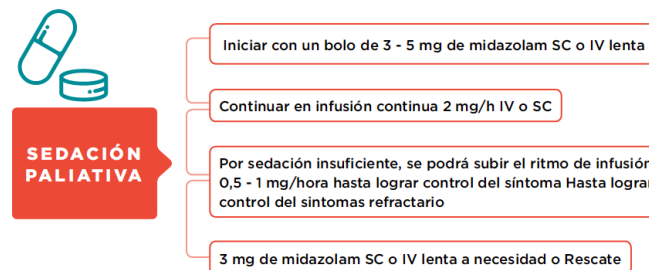 SEDACIÓN
PALIATIVA
Iniciar con un bolo de 3 - 5 mg de midazolam SC o IV lenta
Continuar en infusión continua 2 mg/h IV o SC
Por sedación insuficiente, se podrá subir el ritmo de infusión
0,5 - 1 mg/hora hasta lograr control del síntoma Hasta lograr
control del sintomas refractario
3 mg de midazolam SC o IV lenta a necesidad o Rescate